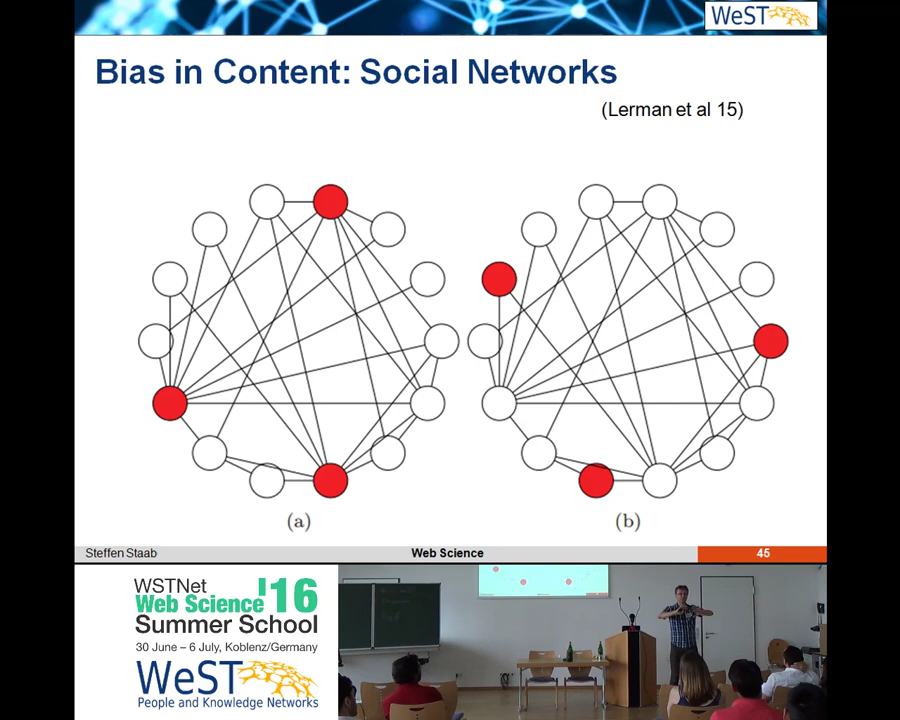 WeST
Bias in Content: Social Networks
(Lerman et al 15)
(a)
(b)
Steffen Staab
Web Science
45
WSTNet
Web Science '16
Summer School
30 June – 6 July, Koblenz/Germany
WeST
People and Knowledge Networks